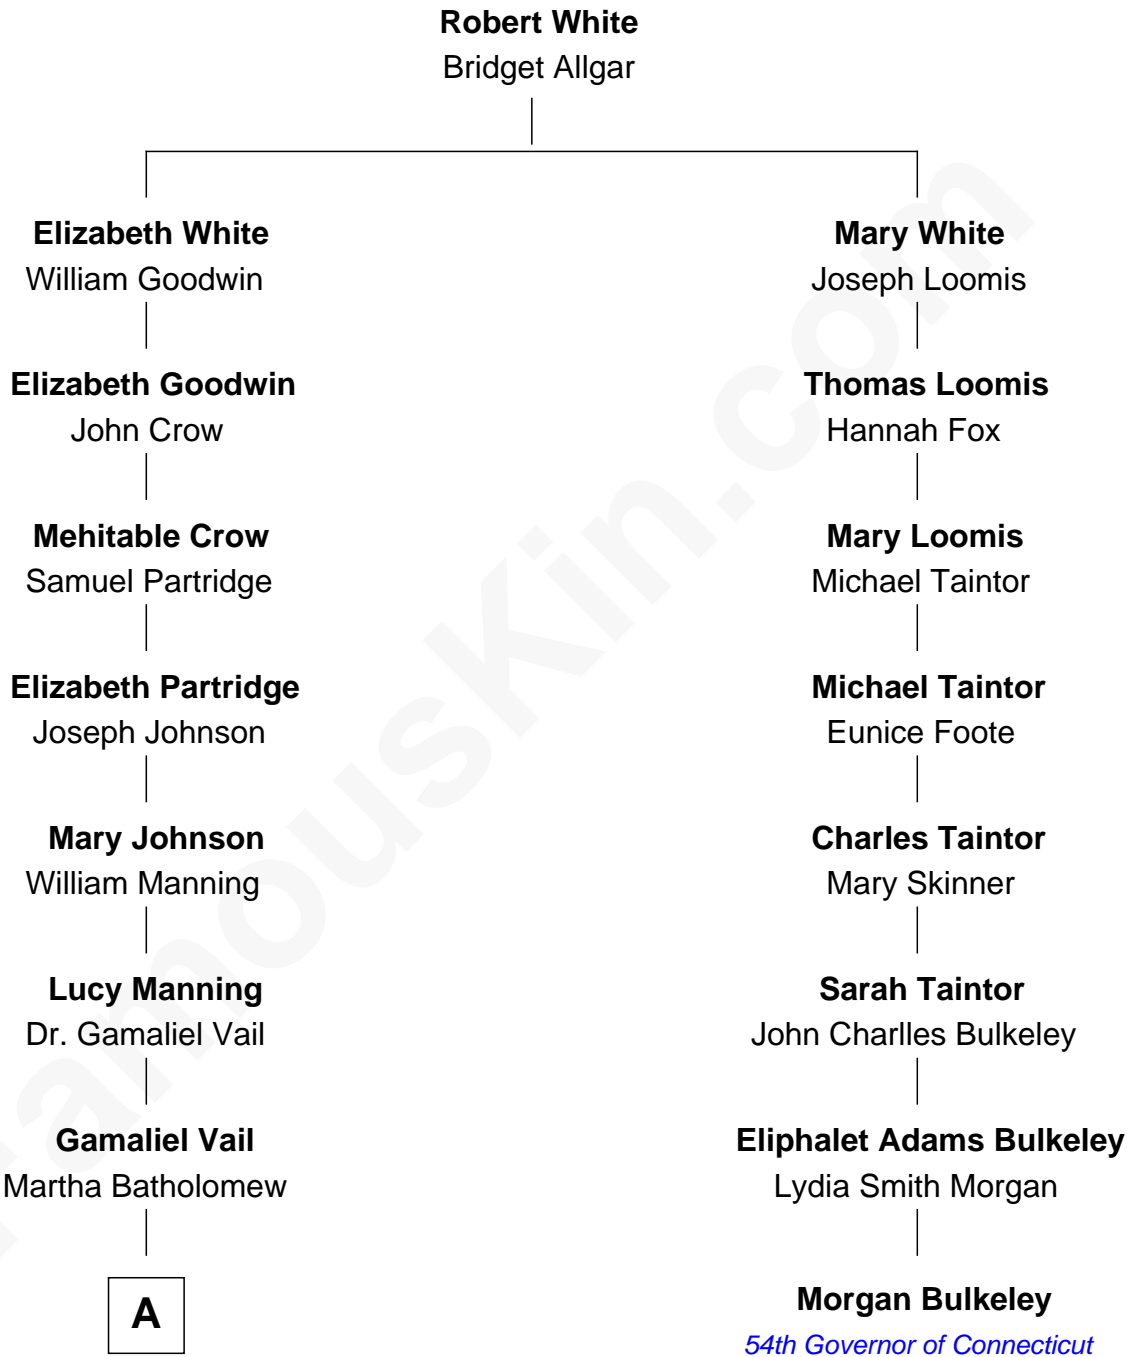 Robert White
Bridget Allgar
Elizabeth White
William Goodwin
Mary White
Joseph Loomis
Elizabeth Goodwin
John Crow
Thomas Loomis
Hannah Fox
Mehitable Crow
Samuel Partridge
Mary Loomis
Michael Taintor
Elizabeth Partridge
Joseph Johnson
Michael Taintor
Eunice Foote
Mary Johnson
William Manning
Charles Taintor
Mary Skinner
Lucy Manning
Dr. Gamaliel Vail
Sarah Taintor
John Charlles Bulkeley
Gamaliel Vail
Martha Batholomew
Eliphalet Adams Bulkeley
Lydia Smith Morgan
A
Morgan Bulkeley
54th Governor of Connecticut
FamousKin.com